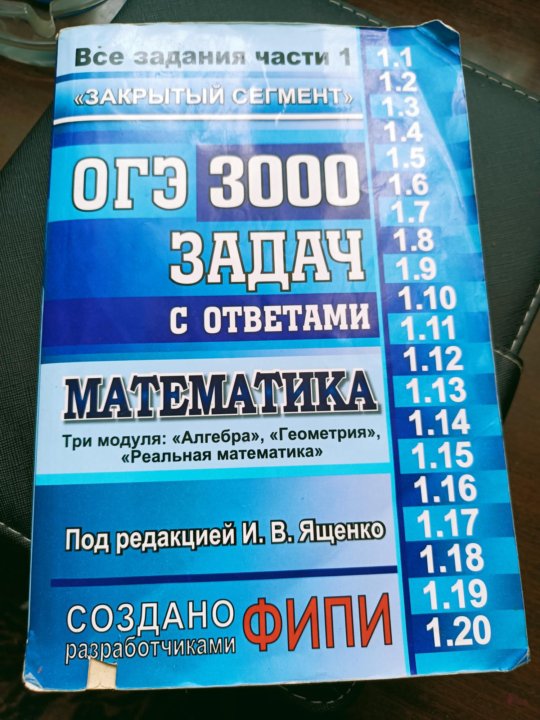 Все задания части 1
«ЗАКРЫТЫЙ СЕГМЕНТ»
ОГЭ 3000
ЗАДАЧ
С ОТВЕТАМИ
МАТЕМАТИКА
Три модуля: «Алгебра», «Геометрия»,
«Реальная математика»
Под редакцией И. В. Ященко
СОЗДАНО
разработчиками
ФИПИ
1.1
1.2
1.3
1.4
1.5
1.6
1.7
1.8
1.9
1.10
1.11
1.12
1.13
1.14
1.15
1.16
1.17
1.18
1.19
1.20